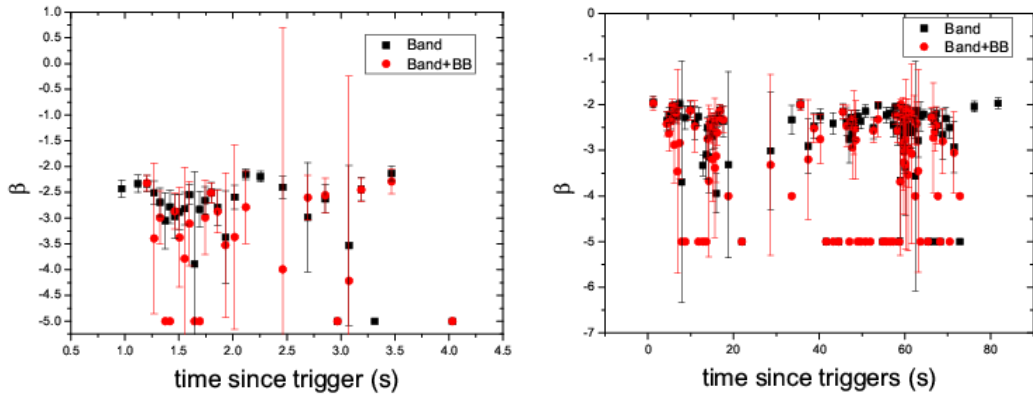 1.0
0.5
0.0
-0.5
-1.0
-1.5
-2.0
-2.5
-3.0
-3.5
-4.0
-4.5
-5.0
β
Band
Band+BB
0.5 1.0 1.5 2.0 2.5 3.0 3.5 4.0 4.5
time since trigger (s)
0
-1
-2
-3
-4
-5
-6
-7
β
Band
Band+BB
0 20 40 60 80
time since triggers (s)